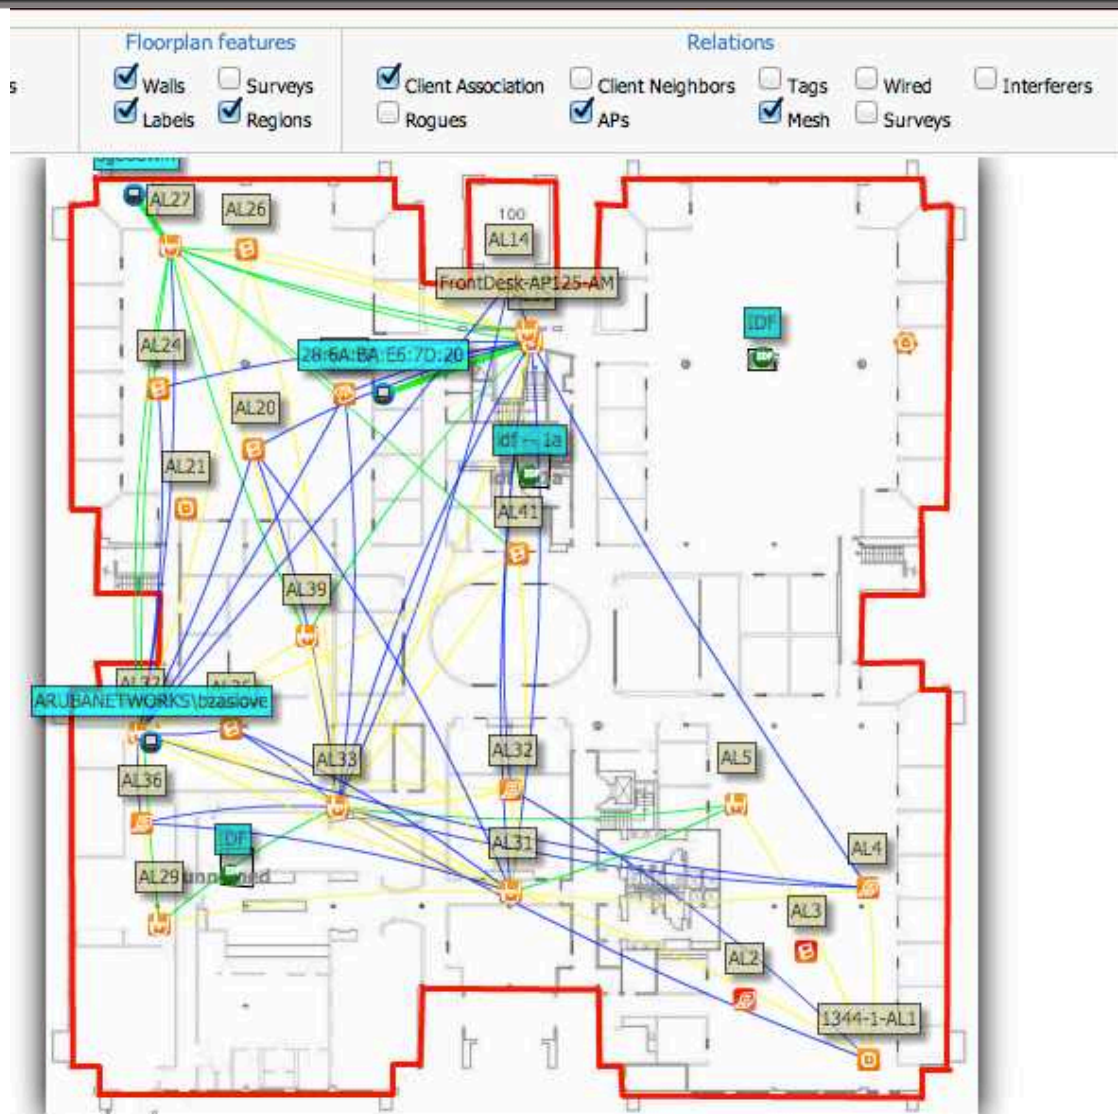 Floorplan features
Relations
s
Walls
Surveys
Client Association
Client Neighbors
Tags
Wired
Interferers
Labels
Regions
Rogues
APs
Mesh
Surveys
AL27
AL26
100
AL14
FrontDesk-AP125-AM
IDF
AL24
28:6A:BA:E6:7D:20
AL20
idf -- 1a
AL21
AL41
AL39
ARUBANETWORKS\bzaslove
AL33
AL32
AL5
AL36
IDF
AL31
AL4
AL29
AL3
AL2
1344-1-AL1